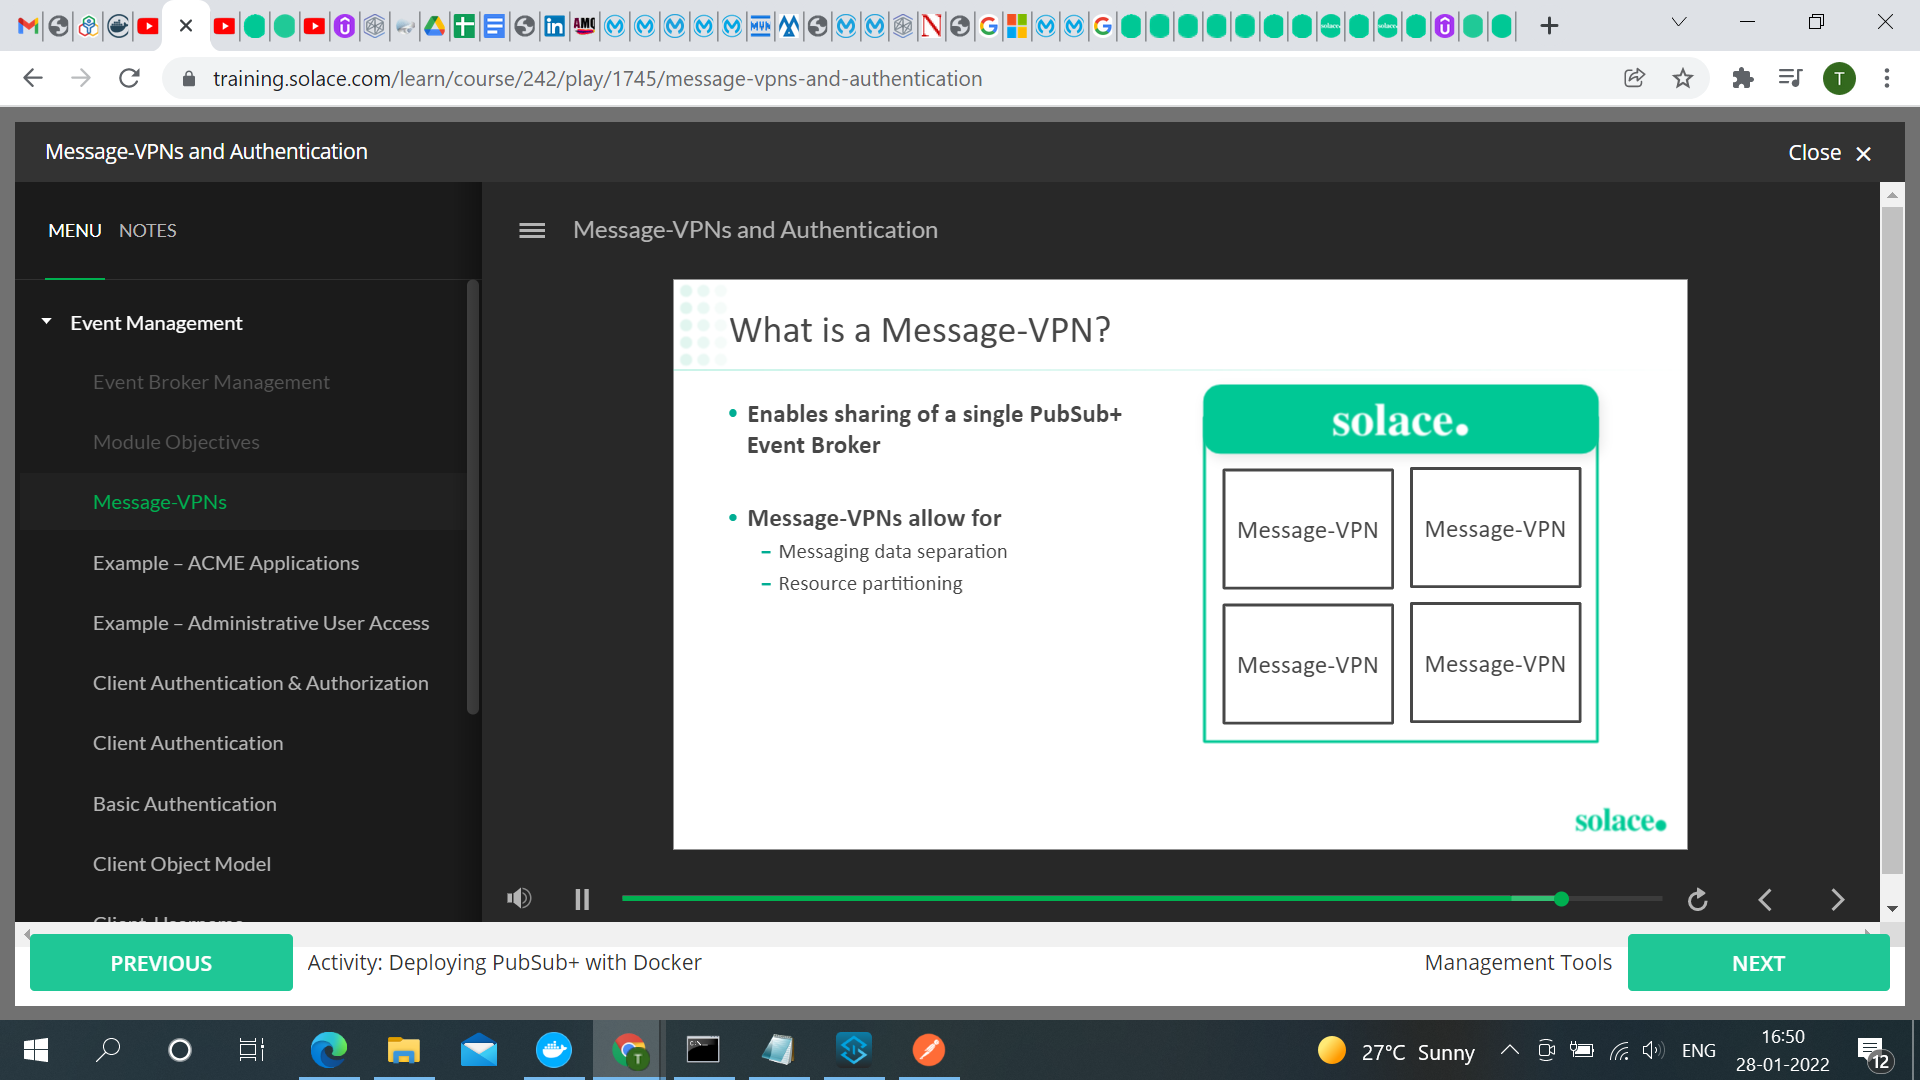 training.solace.com/learn/course/242/play/1745/message-vpns-and-authentication
T
Message-VPNs and Authentication
Close
MENU NOTES
Message-VPNs and Authentication
Event Management
Event Broker Management
Module Objectives
Message-VPNs
Example – ACME Applications
Example – Administrative User Access
Client Authentication & Authorization
Client Authentication
Basic Authentication
Client Object Model
What is a Message-VPN?
• Enables sharing of a single PubSub+
Event Broker
• Message-VPNs allow for
– Messaging data separation
– Resource partitioning
solace.
Message-VPN Message-VPN
Message-VPN Message-VPN
solace.
PREVIOUS
Activity: Deploying PubSub+ with Docker
Management Tools
NEXT
27°C Sunny
ENG
16:50
28-01-2022
12